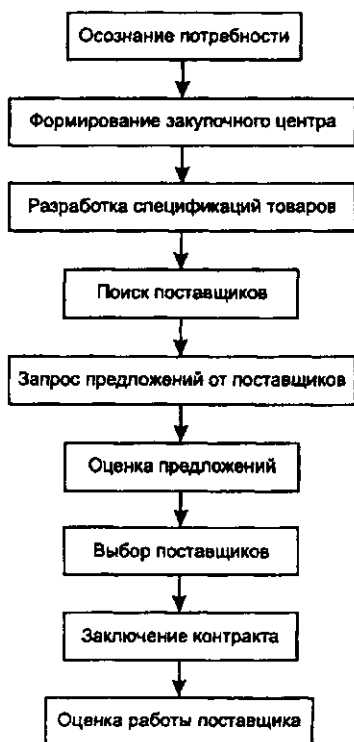 Осознание потребности
Формирование закупочного центра
Разработка спецификаций товаров
Поиск поставщиков
Запрос предложений от поставщиков
Оценка предложений
Выбор поставщиков
Заключение контракта
Оценка работы поставщика